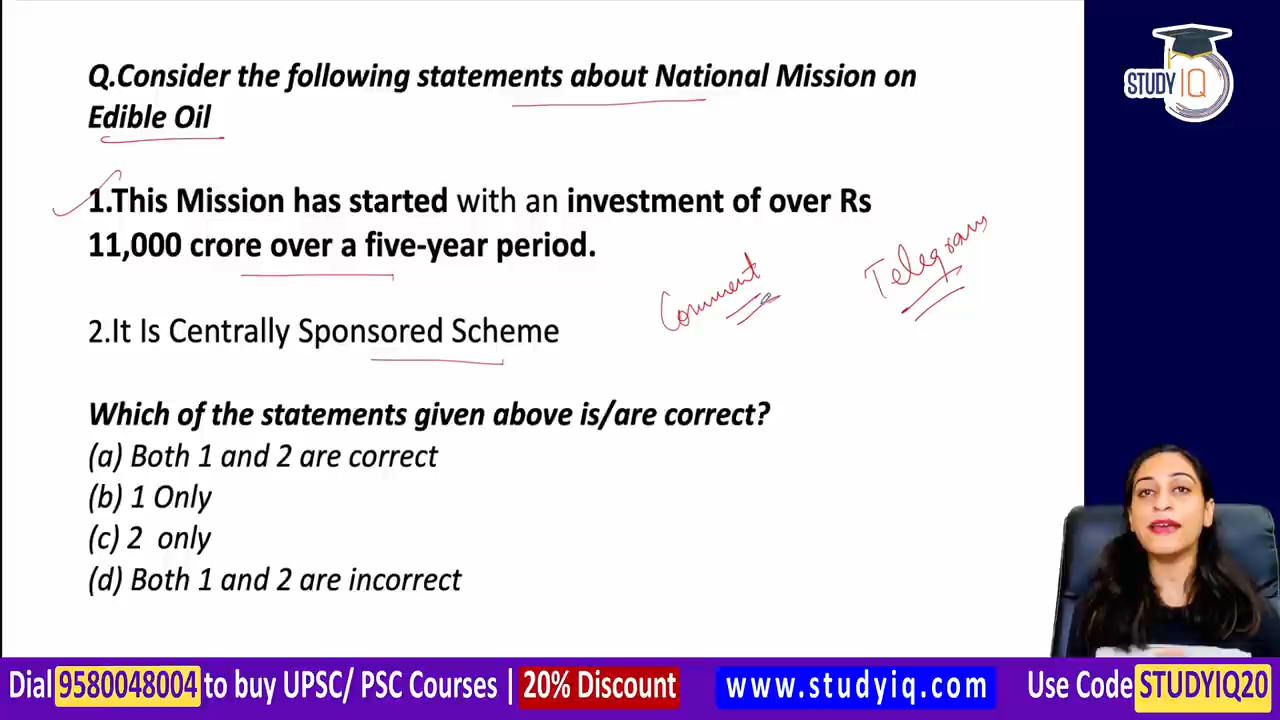 Q.Consider the following statements about National Mission on
Edible Oil
STUDY IQ
1.This Mission has started with an investment of over Rs
11,000 crore over a five-year period.
Comment
Telegram
2.It Is Centrally Sponsored Scheme
Which of the statements given above is/are correct?
(a) Both 1 and 2 are correct
(b) 1 Only
(c) 2 only
(d) Both 1 and 2 are incorrect
Dial 9580048004 to buy UPSC/ PSC Courses | 20% Discount www.studyiq.com Use Code STUDYIQ20